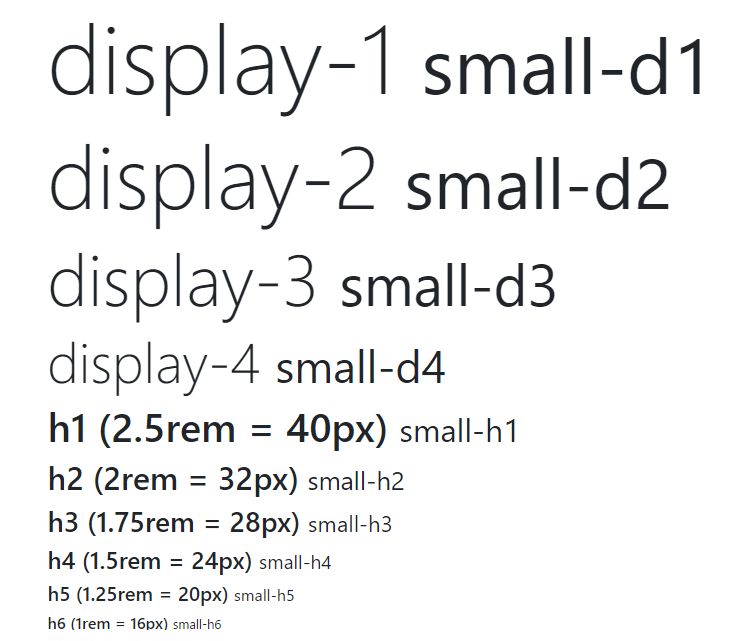 display-1 small-d1
display-2 small-d2
display-3 small-d3
display-4 small-d4
h1 (2.5rem = 40px) small-h1
h2 (2rem = 32px) small-h2
h3 (1.75rem = 28px) small-h3
h4 (1.5rem = 24px) small-h4
h5 (1.25rem = 20px) small-h5
h6 (1rem = 16px) small-h6